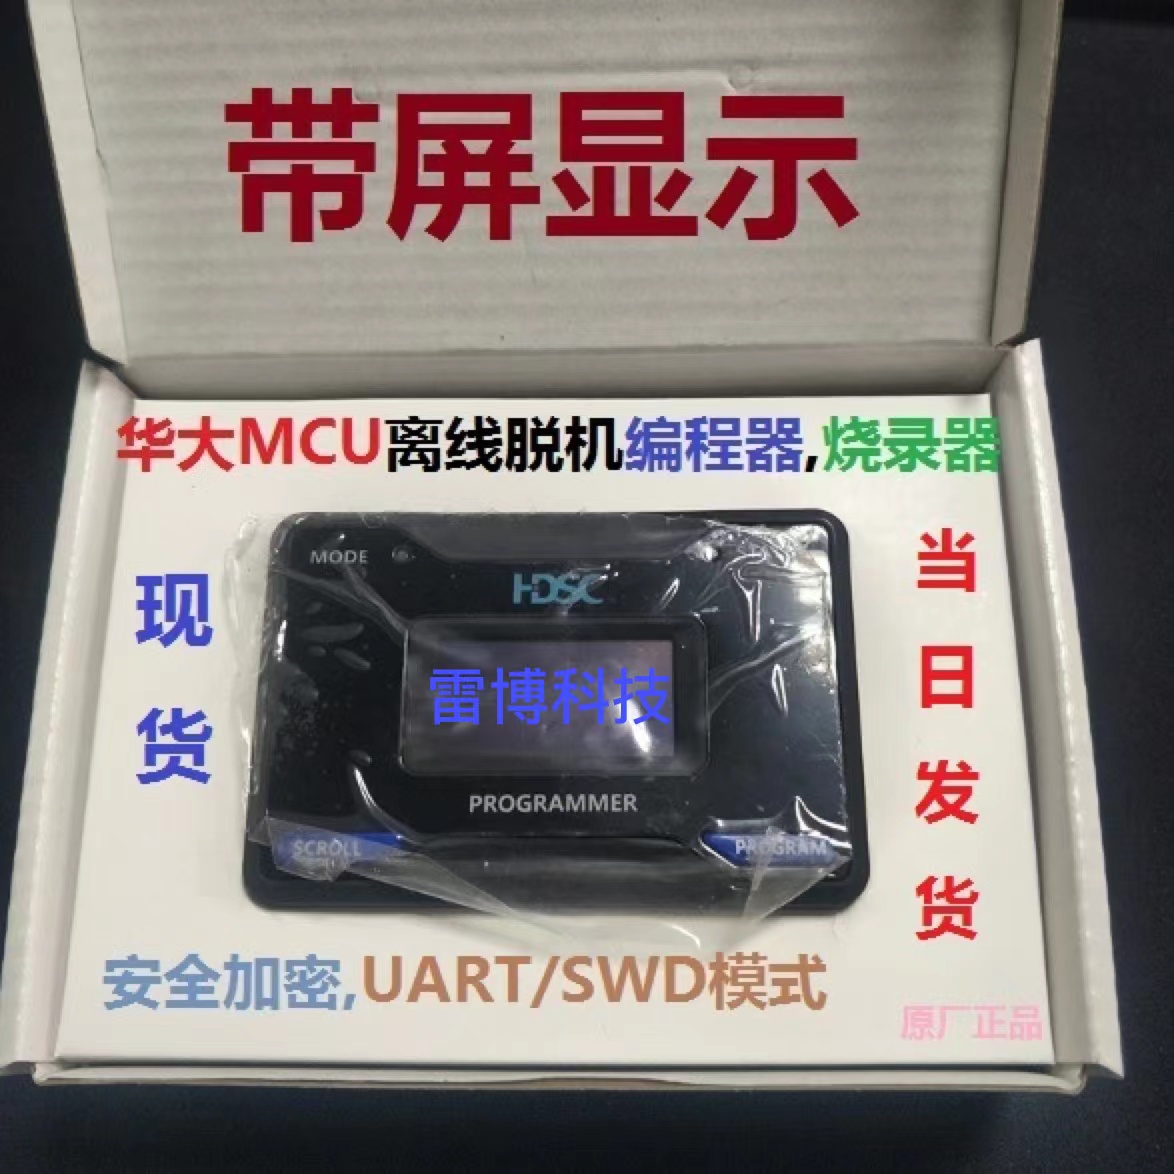 带屏显示
华大MCU离线脱机编程器,烧录器
现货
当日发货
MODE
HDSC
雷博科技
PROGRAMMER
SCROLL
PROGRAM
安全加密,UART/SWD模式
原厂正品